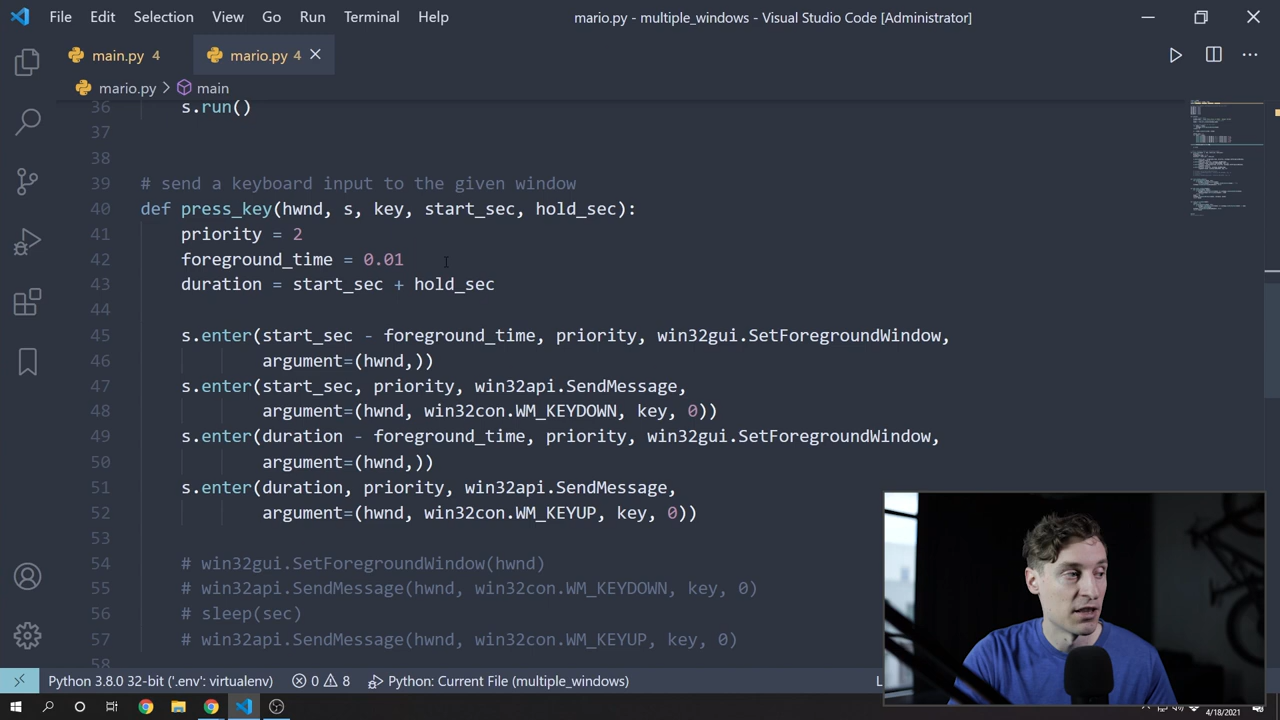 File Edit Selection View Go Run Terminal Help mario.py - multiple_windows - Visual Studio Code [Administrator]
main.py 4 mario.py 4
mario.py > main
36 s.run()
37
38
39 # send a keyboard input to the given window
40 def press_key(hwnd, s, key, start_sec, hold_sec):
41 priority = 2
42 foreground_time = 0.01
43 duration = start_sec + hold_sec
44
45 s.enter(start_sec - foreground_time, priority, win32gui.SetForegroundWindow,
46 argument=(hwnd,))
47 s.enter(start_sec, priority, win32api.SendMessage,
48 argument=(hwnd, win32con.WM_KEYDOWN, key, 0))
49 s.enter(duration - foreground_time, priority, win32gui.SetForegroundWindow,
50 argument=(hwnd,))
51 s.enter(duration, priority, win32api.SendMessage,
52 argument=(hwnd, win32con.WM_KEYUP, key, 0))
53
54 # win32gui.SetForegroundWindow(hwnd)
55 # win32api.SendMessage(hwnd, win32con.WM_KEYDOWN, key, 0)
56 # sleep(sec)
57 # win32api.SendMessage(hwnd, win32con.WM_KEYUP, key, 0)
58
Python 3.8.0 32-bit ('.env': virtualenv) 0 8 Python: Current File (multiple_windows) L
4/18/2021